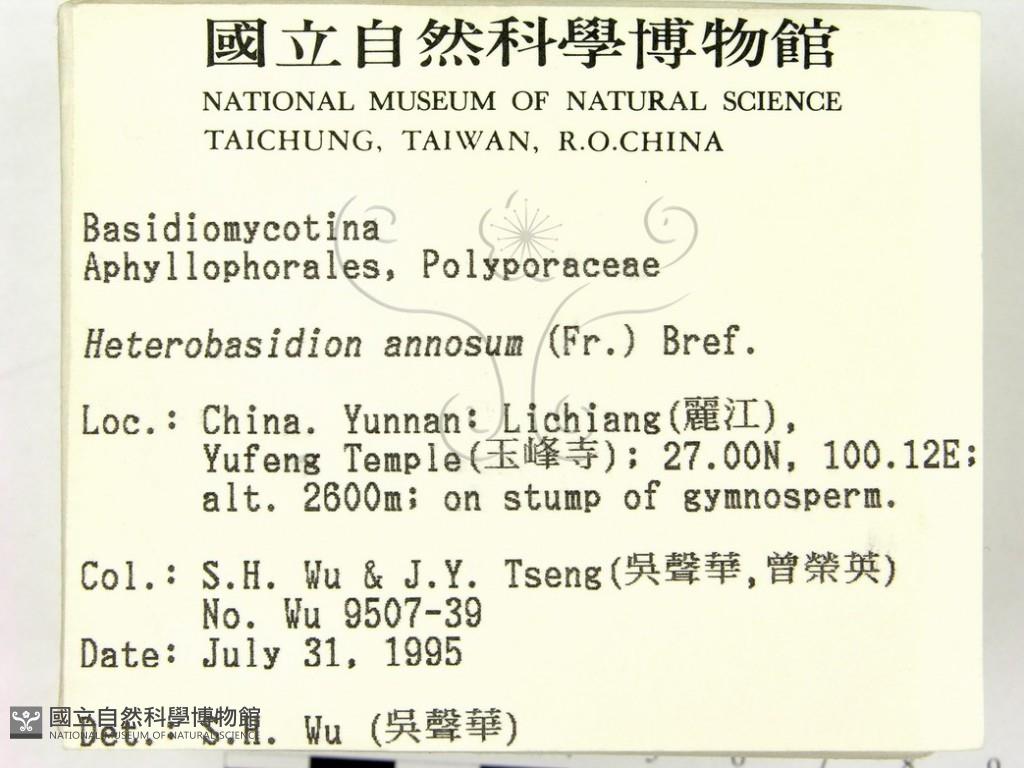 國立自然科學博物館
NATIONAL MUSEUM OF NATURAL SCIENCE
TAICHUNG, TAIWAN, R.O.CHINA
Basidiomycotina
Aphyllophorales, Polyporaceae
Heterobasidion annosum (Fr.) Bref.
Loc.: China. Yunnan: Lichiang(麗江),
Yufeng Temple(玉峰寺); 27.00N, 100.12E;
alt. 2600m; on stump of gymnosperm.
Col.: S.H. Wu & J.Y. Tseng(吳聲華,曾榮英)
No. Wu 9507-39
Date: July 31, 1995
Det.: S.H. Wu (吳聲華)
國立自然科學博物館
NATIONAL MUSEUM OF NATURAL SCIENCE